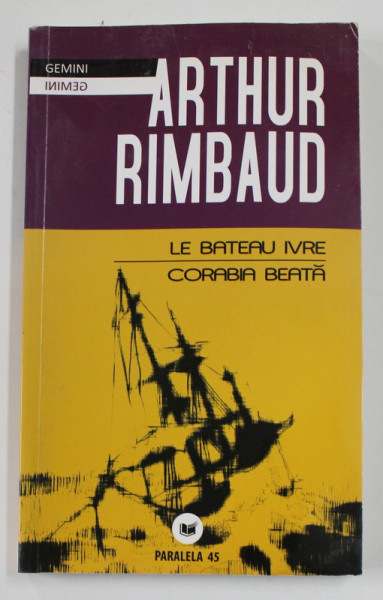 GEMINI
GEMINI
ARTHUR
RIMBAUD
LE BATEAU IVRE
CORABIA BEATĂ
PARALELA 45